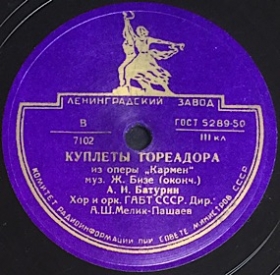 ЛЕНИНГРАДСКИЙ ЗАВОД
В ГОСТ 5289-50
7102 III кл
КУПЛЕТЫ ТОРЕАДОРА
из оперы „Кармен"
муз. Ж. Бизе (оконч.)
А. И. Батурин
Хор и орк. ГАБТ СССР. Дир.
А.Ш.Мелик-Пашаев
КОМИТЕТ РАДИОИНФОРМАЦИИ ПРИ СОВЕТЕ МИНИСТРОВ СССР